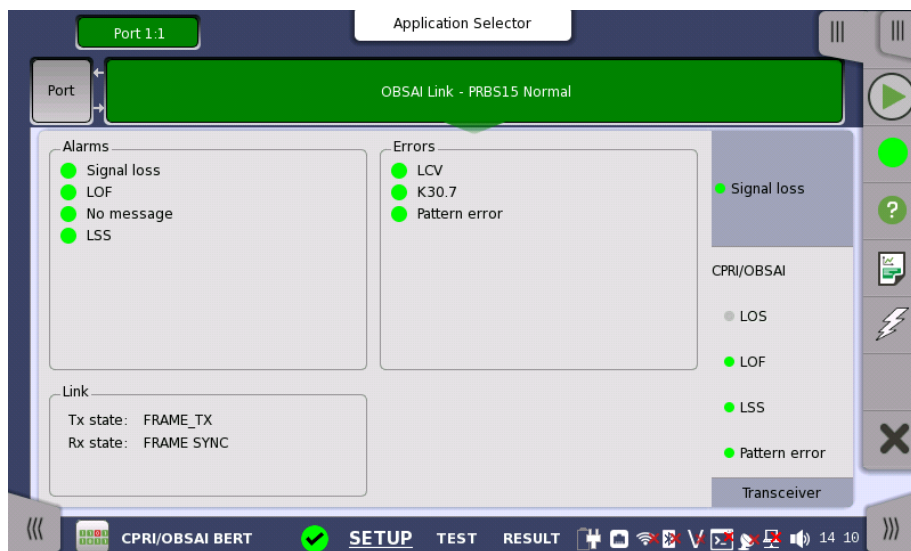 Application Selector
Port 1:1
Port
OBSAI Link - PRBS15 Normal
Alarms
Signal loss
LOF
No message
LSS
Errors
LCV
K30.7
Pattern error
Link
Tx state: FRAME_TX
Rx state: FRAME SYNC
Signal loss
CPRI/OBSAI
LOS
LOF
LSS
Pattern error
Transceiver
CPRI/OBSAI BERT
SETUP TEST RESULT
14 10